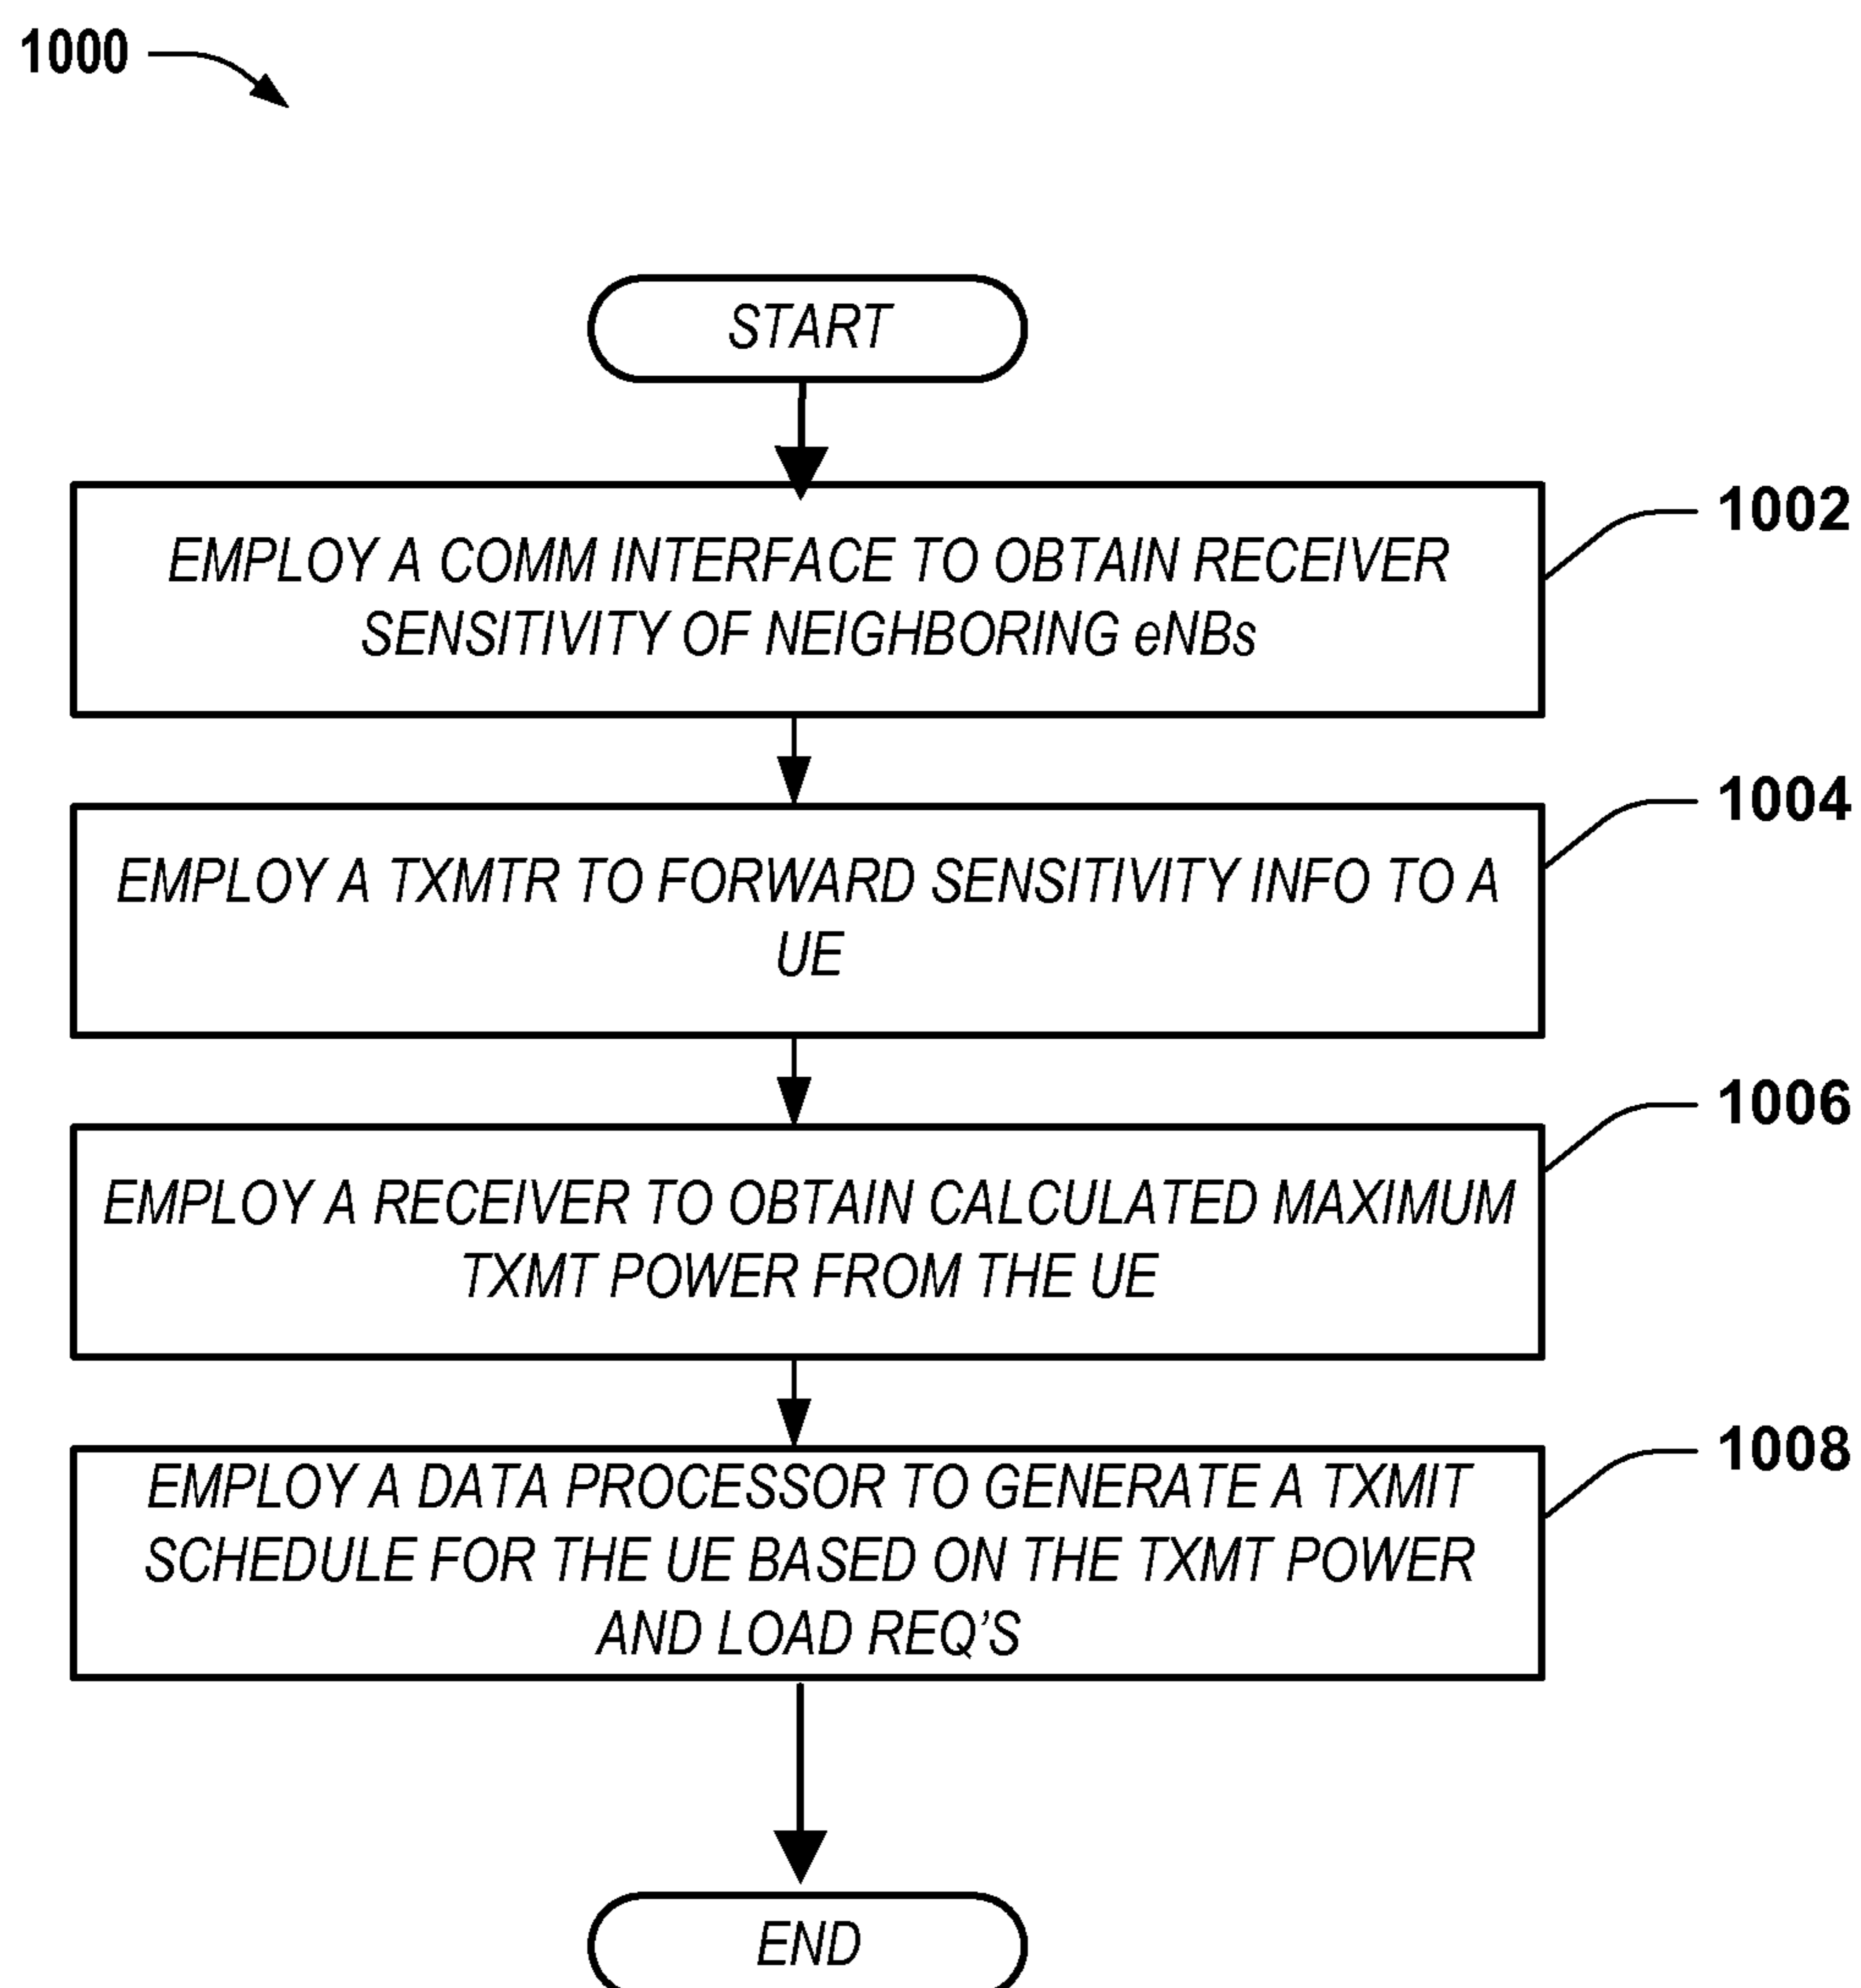 1000
START
EMPLOY A COMM INTERFACE TO OBTAIN RECEIVER
SENSITIVITY OF NEIGHBORING eNBs
1002
EMPLOY A TXMTR TO FORWARD SENSITIVITY INFO TO A
UE
1004
EMPLOY A RECEIVER TO OBTAIN CALCULATED MAXIMUM
TXMT POWER FROM THE UE
1006
EMPLOY A DATA PROCESSOR TO GENERATE A TXMIT
SCHEDULE FOR THE UE BASED ON THE TXMT POWER
AND LOAD REQ’S
1008
END